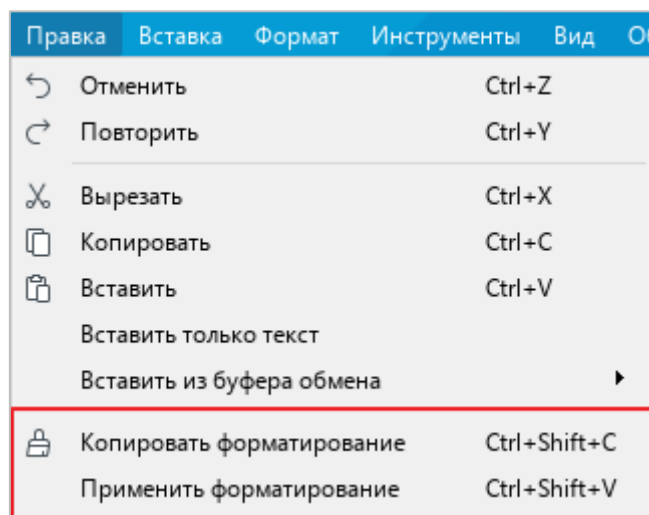 Правка Вставка Формат Инструменты Вид
Отменить Ctrl+Z
Повторить Ctrl+Y
Вырезать Ctrl+X
Копировать Ctrl+C
Вставить Ctrl+V
Вставить только текст
Вставить из буфера обмена
Копировать форматирование Ctrl+Shift+C
Применить форматирование Ctrl+Shift+V